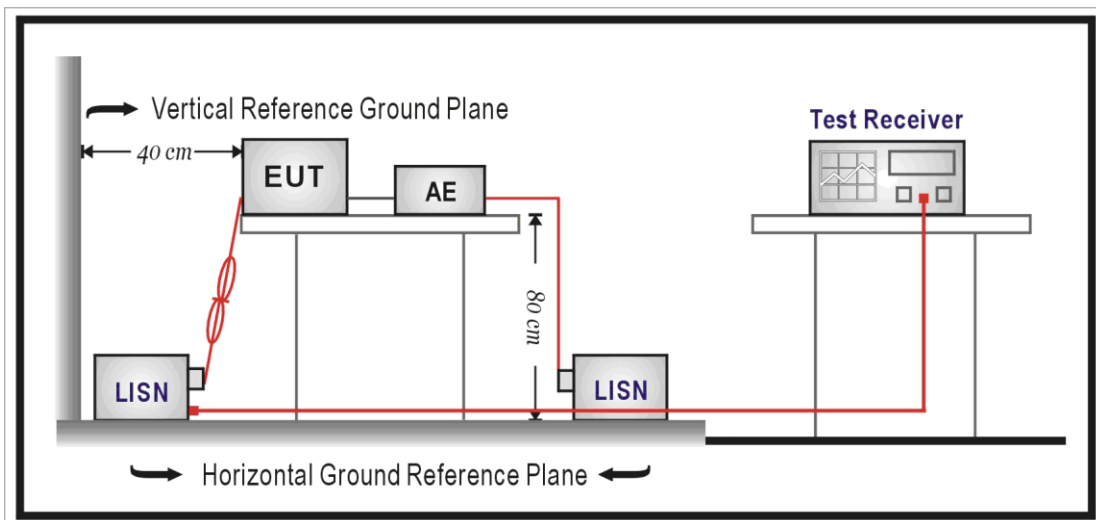 Vertical Reference Ground Plane
Test Receiver
40 cm
EUT
AE
80 cm
LISN
LISN
Horizontal Ground Reference Plane